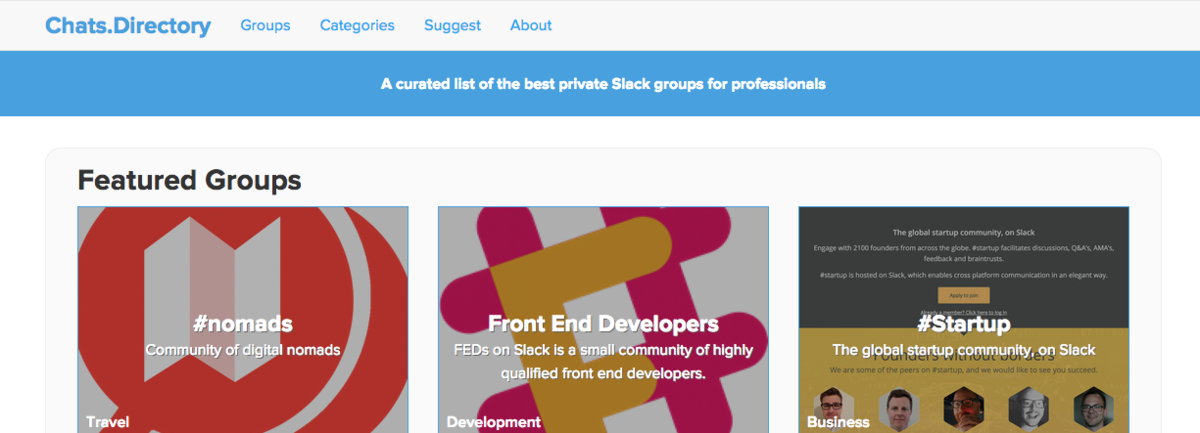 Chats.Directory Groups Categories Suggest About
A curated list of the best private Slack groups for professionals
Featured Groups
#nomads
Community of digital nomads
Travel
Front End Developers
FEDs on Slack is a small community of highly
qualified front end developers.
Development
The global startup community, on Slack
Engage with 2100 founders from across the globe. #startup facilitates discussions, Q&A's, AMA's,
feedback and braintrusts.
#startup is hosted on Slack, which enables cross platform communication in an elegant way.
Apply to join
Already a member? Click here to log in
#Startup
The global startup community, on Slack
Founders without borders
We are some of the peers on #startup, and we would like to see you succeed.
Business